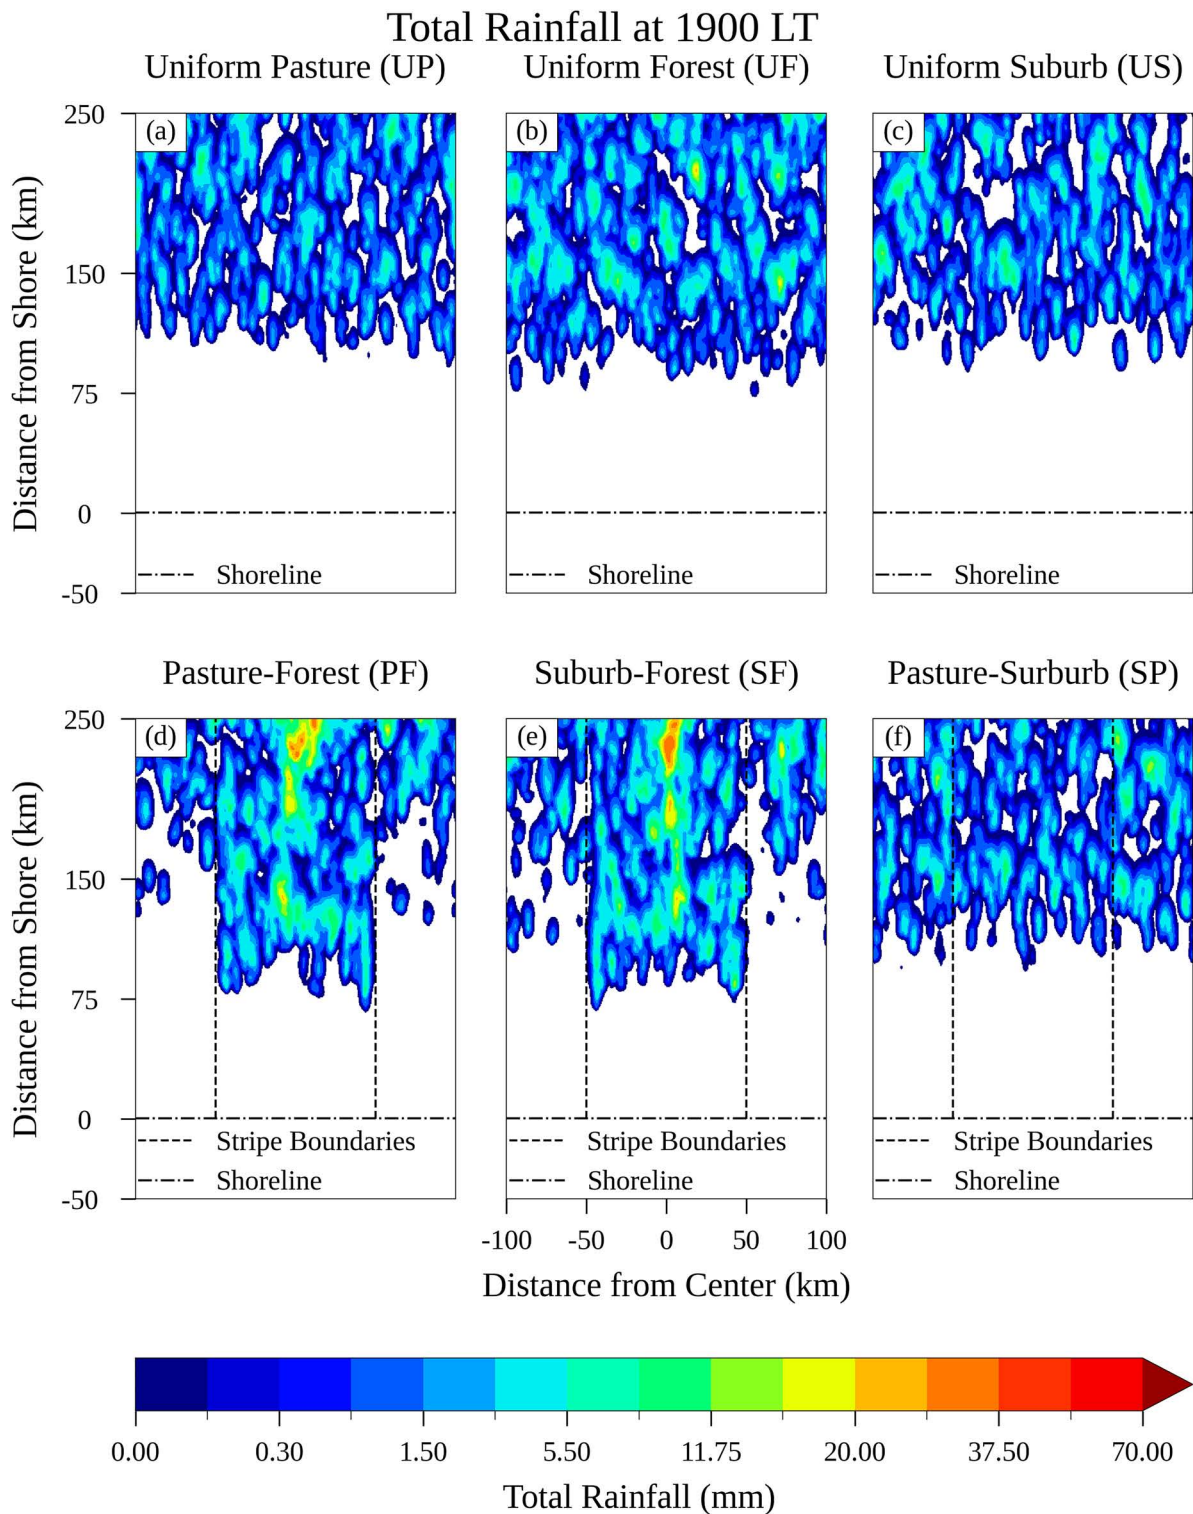 Total Rainfall at 1900 LT
Uniform Pasture (UP) Uniform Forest (UF) Uniform Suburb (US)
250
(a) (b) (c)
150
75
0
-50
Distance from Shore (km)
Shoreline Shoreline Shoreline
Pasture-Forest (PF) Suburb-Forest (SF) Pasture-Surburb (SP)
250
(d) (e) (f)
150
75
0
-50
Distance from Shore (km)
Stripe Boundaries Stripe Boundaries Stripe Boundaries
Shoreline Shoreline Shoreline
-100 -50 0 50 100
Distance from Center (km)
0.00 0.30 1.50 5.50 11.75 20.00 37.50 70.00
Total Rainfall (mm)